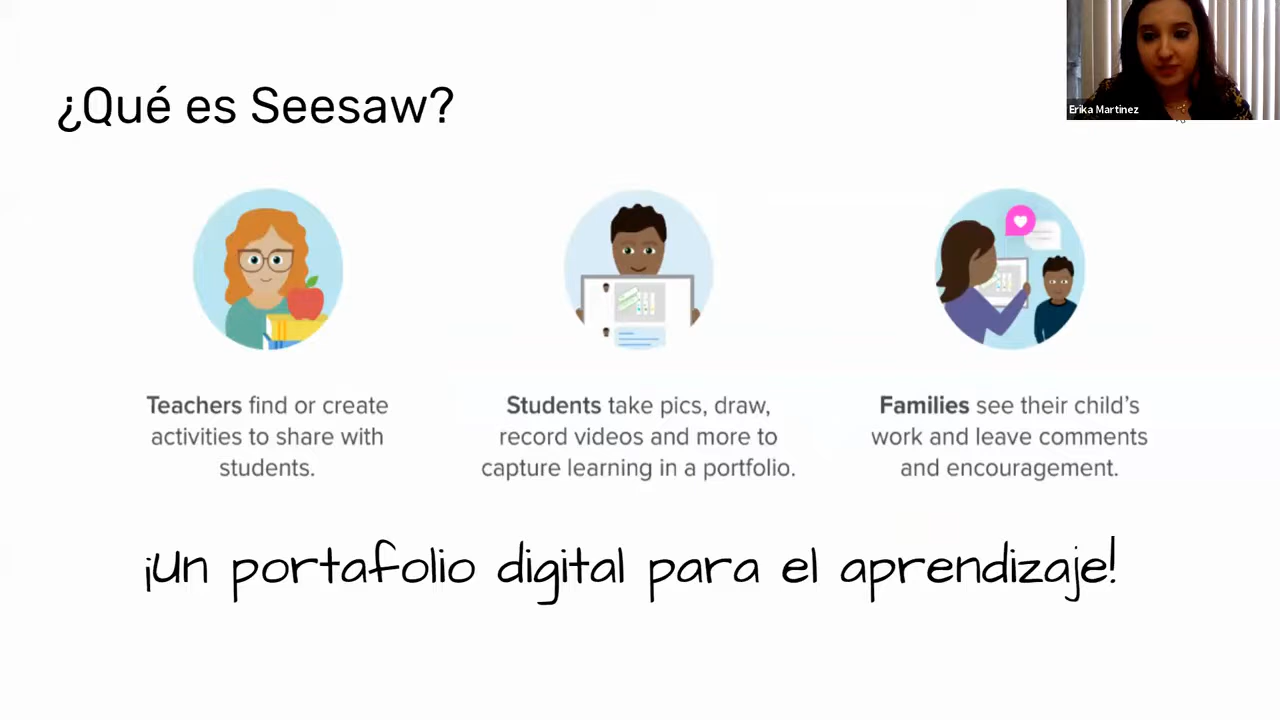 ¿Qué es Seesaw?
Erika Martinez
Teachers find or create
activities to share with
students.
Students take pics, draw,
record videos and more to
capture learning in a portfolio.
Families see their child's
work and leave comments
and encouragement.
¡Un portafolio digital para el aprendizaje!